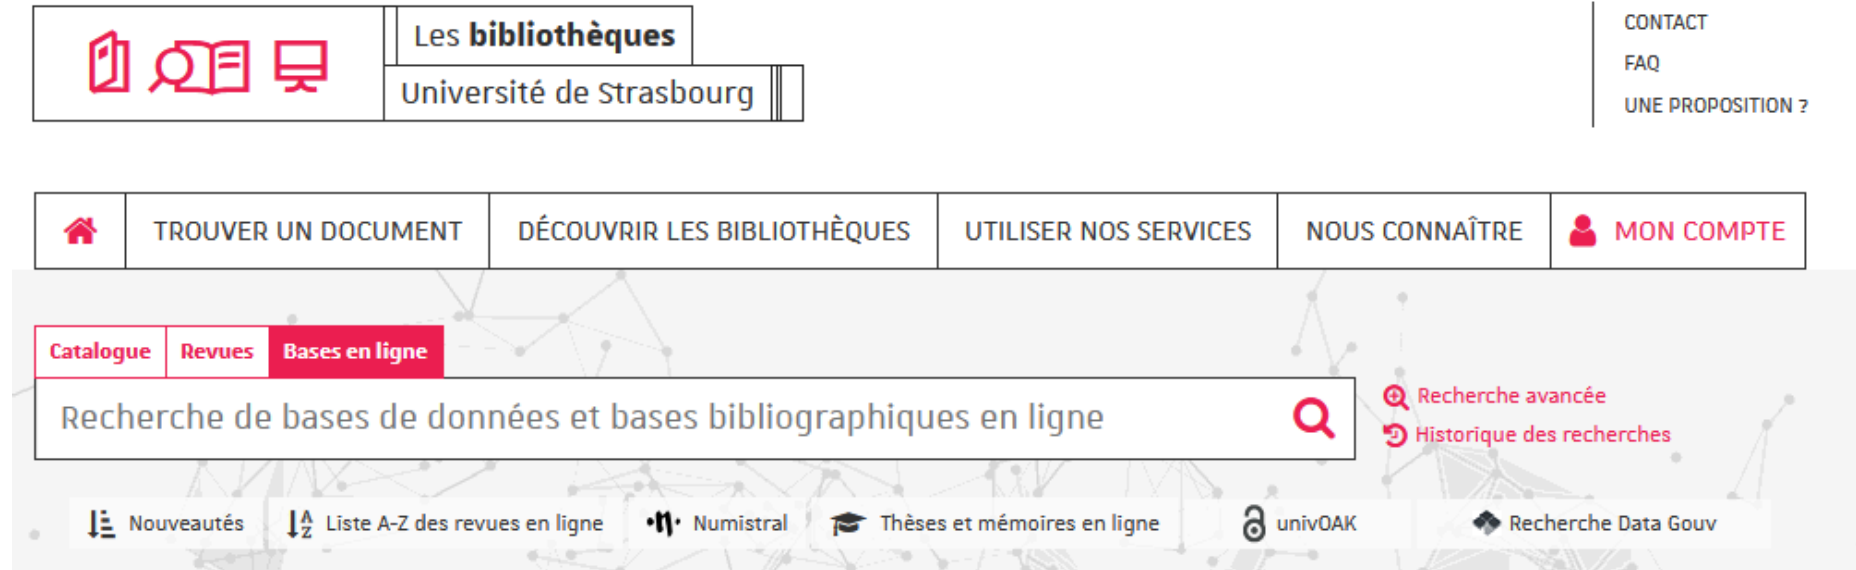 Les bibliothèques
Université de Strasbourg
CONTACT
FAQ
UNE PROPOSITION ?
TROUVER UN DOCUMENT
DÉCOUVRIR LES BIBLIOTHÈQUES
UTILISER NOS SERVICES
NOUS CONNAÎTRE
MON COMPTE
Catalogue
Revues
Bases en ligne
Recherche de bases de données et bases bibliographiques en ligne
Recherche avancée
Historique des recherches
Nouveautés
Liste A-Z des revues en ligne
Numistral
Thèses et mémoires en ligne
univOAK
Recherche Data Gouv